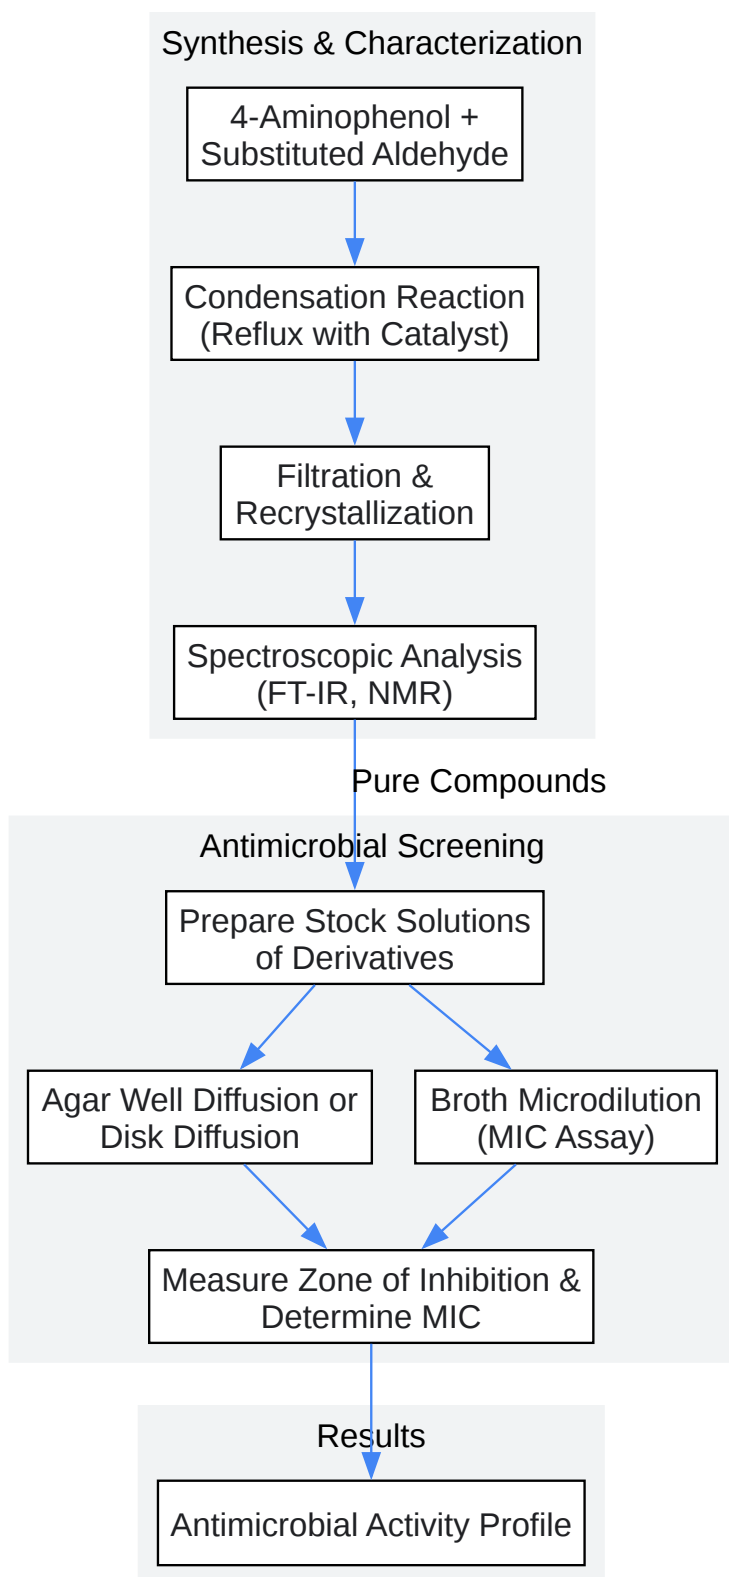 Synthesis & Characterization
4-Aminophenol +
Substituted Aldehyde
Condensation Reaction
(Reflux with Catalyst)
Filtration &
Recrystallization
Spectroscopic Analysis
(FT-IR, NMR)
Pure Compounds
Antimicrobial Screening
Prepare Stock Solutions
of Derivatives
Agar Well Diffusion or
Disk Diffusion
Broth Microdilution
(MIC Assay)
Measure Zone of Inhibition &
Determine MIC
Results
Antimicrobial Activity Profile